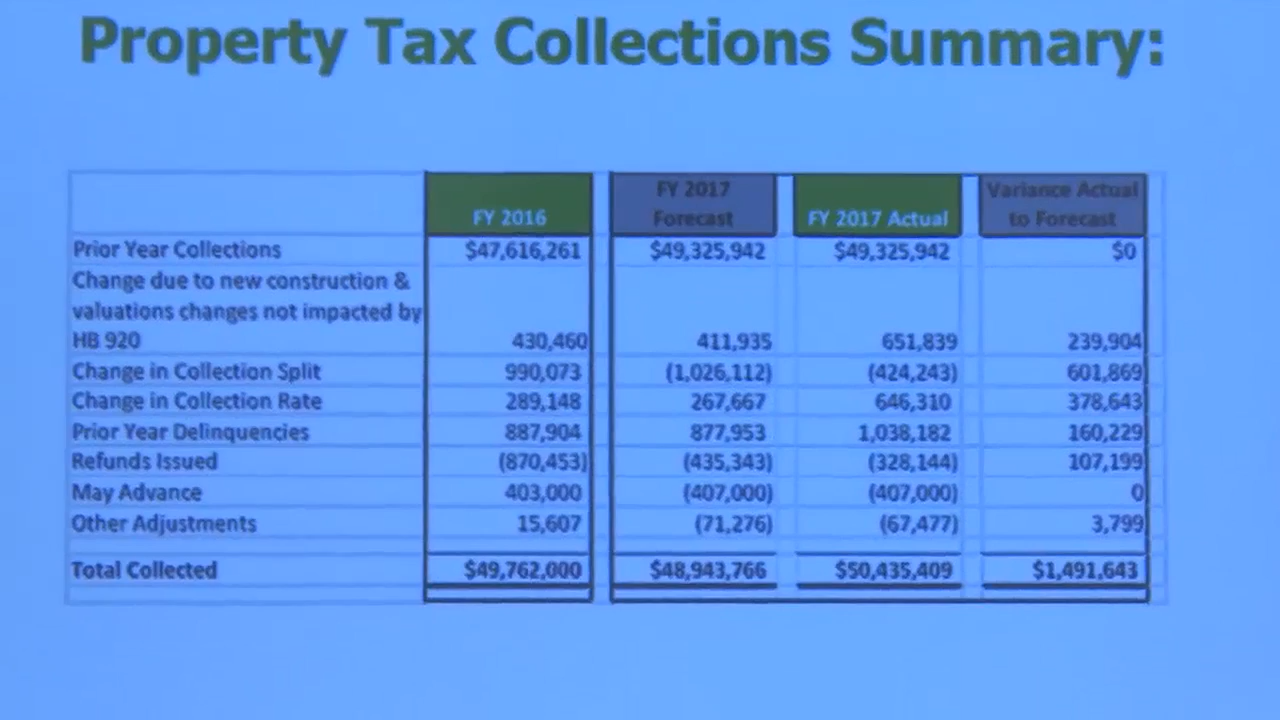 Property Tax Collections Summary:
FY 2016 FY 2017 Forecast FY 2017 Actual Variance Actual to Forecast
Prior Year Collections $47,616,261 $49,325,942 $49,325,942 $0
Change due to new construction &
valuations changes not impacted by
HB 920 430,460 411,935 651,839 239,904
Change in Collection Split 990,073 (1,026,112) (424,243) 601,869
Change in Collection Rate 289,148 267,667 646,310 378,643
Prior Year Delinquencies 887,904 877,953 1,038,182 160,229
Refunds Issued (870,453) (435,343) (328,144) 107,199
May Advance 403,000 (407,000) (407,000) 0
Other Adjustments 15,607 (71,276) (67,477) 3,799
Total Collected $49,762,000 $48,943,766 $50,435,409 $1,491,643